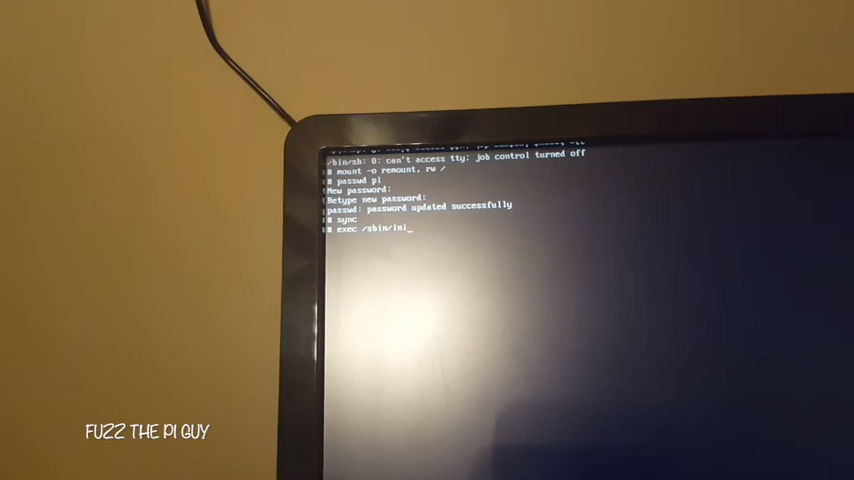 /bin/sh: 0: can't access tty: job control turned off
# mount -o remount, rw /
# passwd pi
New password:
Retype new password:
passwd: password updated successfully
# sync
# exec /sbin/ini_
FUZZ THE PI GUY